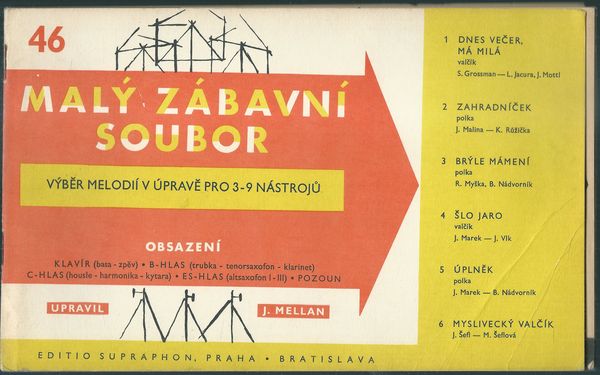 46
MALÝ ZÁBAVNÍ
SOUBOR
VÝBĚR MELODIÍ V ÚPRAVĚ PRO 3-9 NÁSTROJŮ
OBSAZENÍ
KLAVÍR (basa - zpěv) • B-HLAS (trubka - tenorsaxofon - klarinet)
C-HLAS (housle - harmonika - kytara) • ES-HLAS (altsaxofon I-III) • POZOUN
UPRAVIL
J. MELLAN
EDITIO SUPRAPHON, PRAHA • BRATISLAVA
1 DNES VEČER,
MÁ MILÁ
valčík
S. Grossman — L. Jacura, J. Mottl
2 ZAHRADNÍČEK
polka
J. Malina — K. Růžička
3 BRÝLE MÁMENÍ
polka
R. Myška, B. Nádvorník
4 ŠLO JARO
valčík
J. Marek — J. Vlk
5 ÚPLNĚK
polka
J. Marek — B. Nádvorník
6 MYSLIVECKÝ VALČÍK
J. Šefl — M. Šeflová